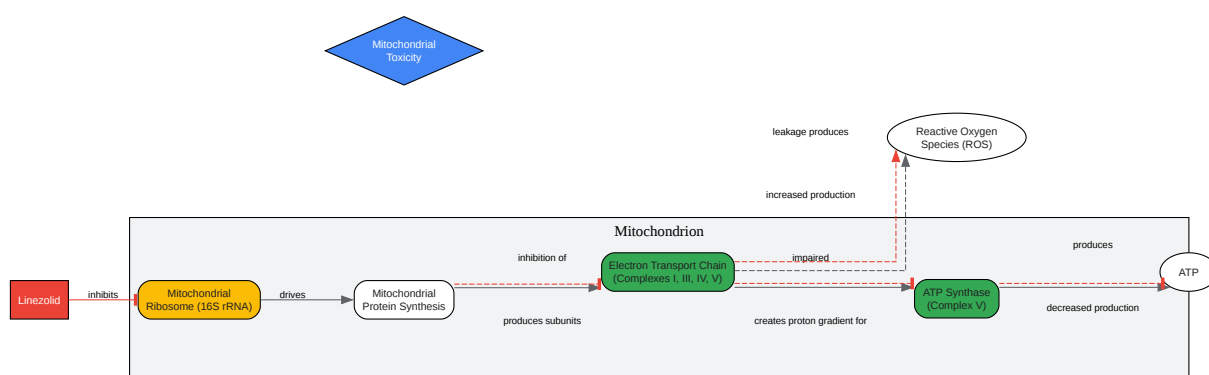 Mitochondrial
Toxicity
leakage produces
Reactive Oxygen
Species (ROS)
increased production
Mitochondrion
produces
inhibition of
Electron Transport Chain
(Complexes I, III, IV, V)
impaired
ATP
Linezolid
inhibits
Mitochondrial
Ribosome (16S rRNA)
drives
Mitochondrial
Protein Synthesis
produces subunits
creates proton gradient for
ATP Synthase
(Complex V)
decreased production